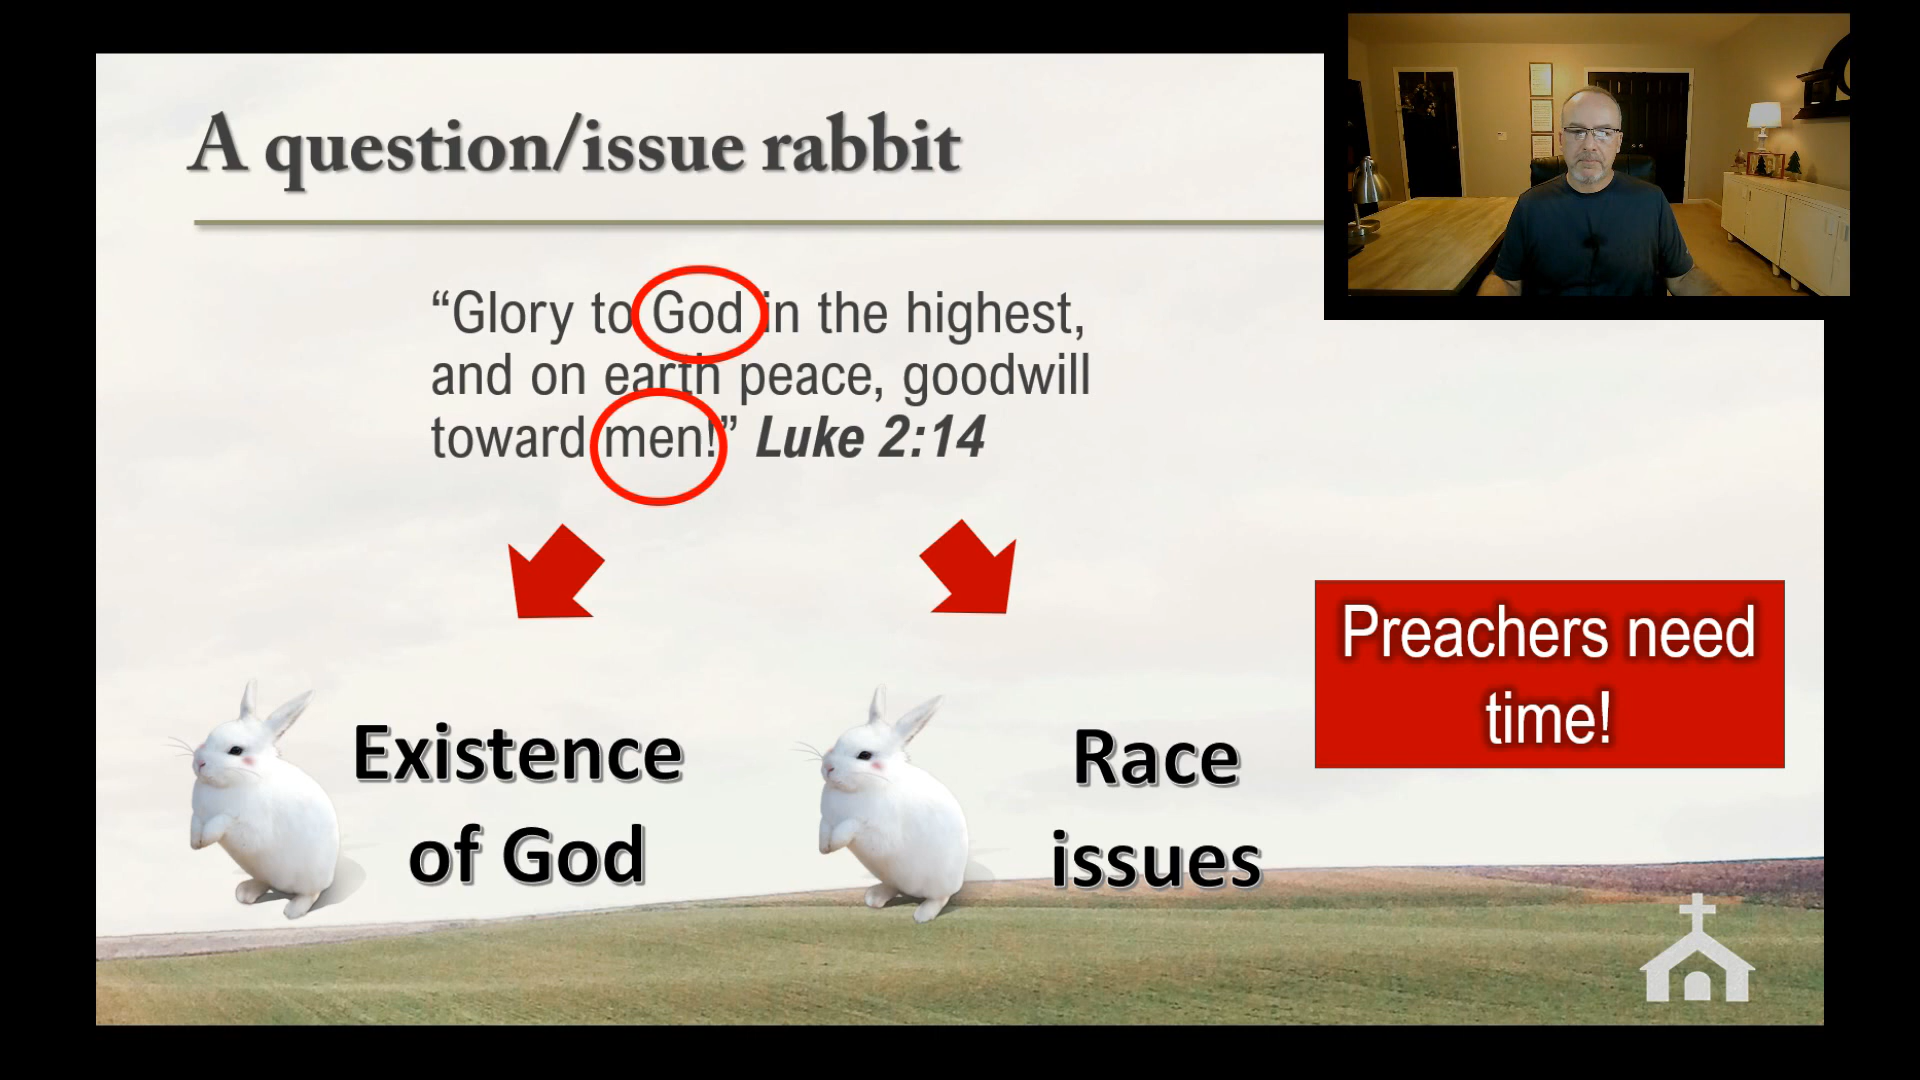 A question/issue rabbit
“Glory to God in the highest,
and on earth peace, goodwill
toward men!” Luke 2:14
Existence
of God
Race
issues
Preachers need
time!